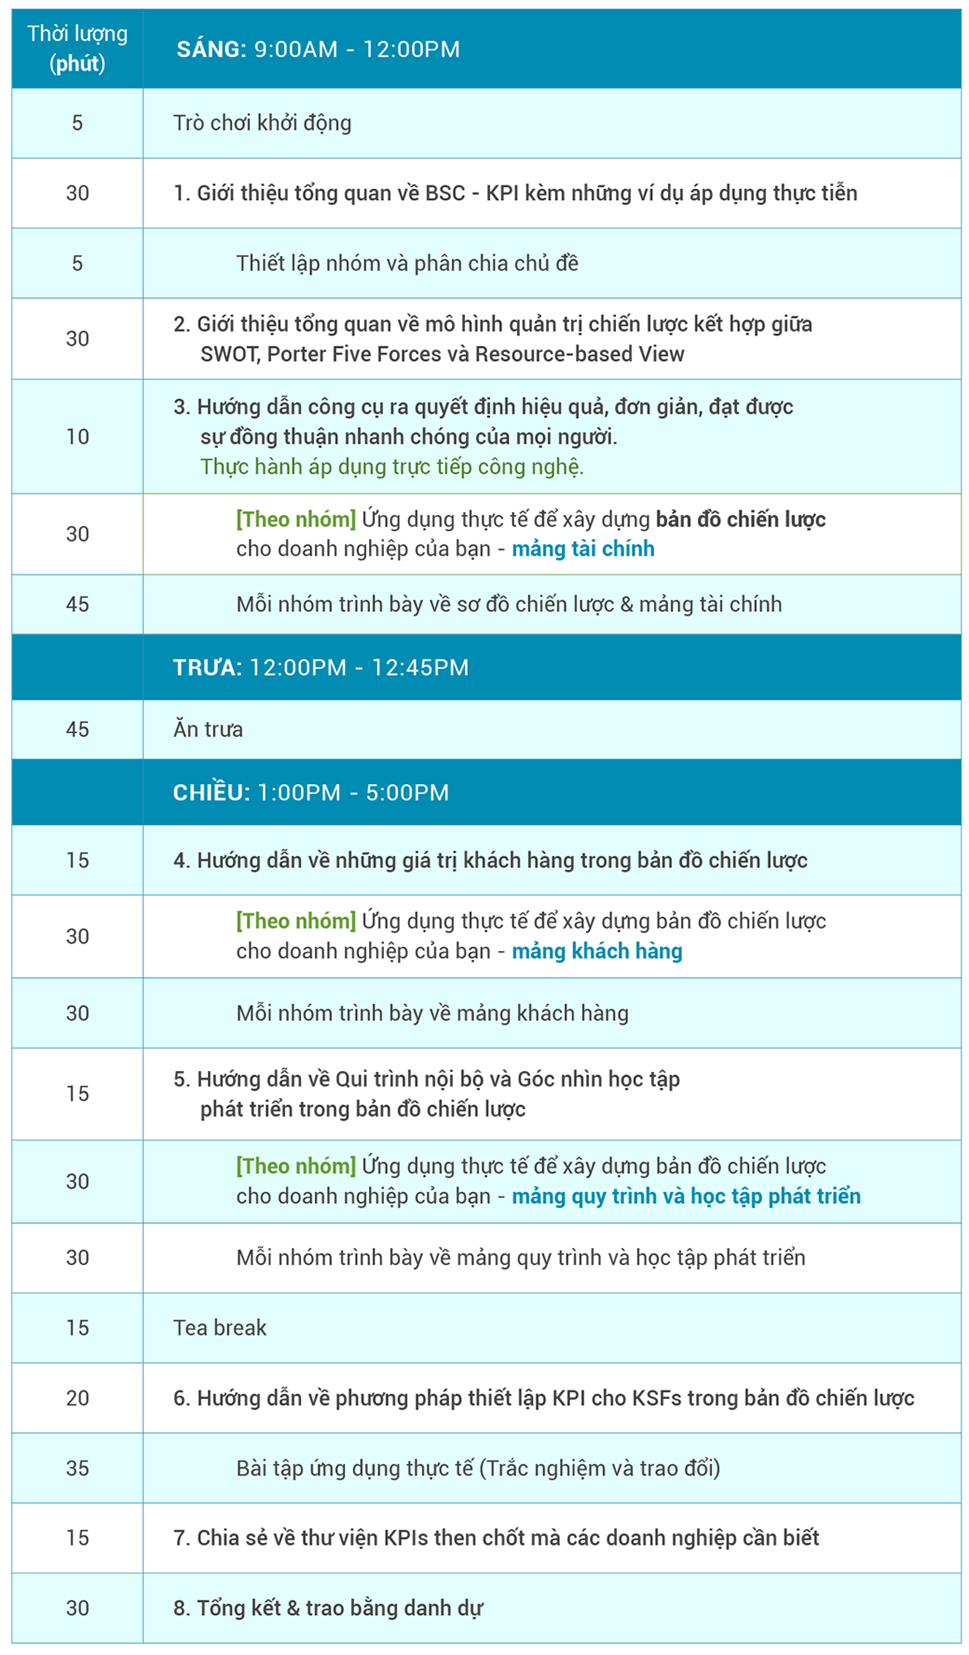 Thời lượng
(phút)
SÁNG: 9:00AM - 12:00PM
5
Trò chơi khởi động
30
1. Giới thiệu tổng quan về BSC - KPI kèm những ví dụ áp dụng thực tiễn
5
Thiết lập nhóm và phân chia chủ đề
30
2. Giới thiệu tổng quan về mô hình quản trị chiến lược kết hợp giữa
SWOT, Porter Five Forces và Resource-based View
10
3. Hướng dẫn công cụ ra quyết định hiệu quả, đơn giản, đạt được
sự đồng thuận nhanh chóng của mọi người.
Thực hành áp dụng trực tiếp công nghệ.
30
[Theo nhóm] Ứng dụng thực tế để xây dựng bản đồ chiến lược
cho doanh nghiệp của bạn - mảng tài chính
45
Mỗi nhóm trình bày về sơ đồ chiến lược & mảng tài chính
TRƯA: 12:00PM - 12:45PM
45
Ăn trưa
CHIỀU: 1:00PM - 5:00PM
15
4. Hướng dẫn về những giá trị khách hàng trong bản đồ chiến lược
30
[Theo nhóm] Ứng dụng thực tế để xây dựng bản đồ chiến lược
cho doanh nghiệp của bạn - mảng khách hàng
30
Mỗi nhóm trình bày về mảng khách hàng
15
5. Hướng dẫn về Qui trình nội bộ và Góc nhìn học tập
phát triển trong bản đồ chiến lược
30
[Theo nhóm] Ứng dụng thực tế để xây dựng bản đồ chiến lược
cho doanh nghiệp của bạn - mảng quy trình và học tập phát triển
30
Mỗi nhóm trình bày về mảng quy trình và học tập phát triển
15
Tea break
20
6. Hướng dẫn về phương pháp thiết lập KPI cho KSFs trong bản đồ chiến lược
35
Bài tập ứng dụng thực tế (Trắc nghiệm và trao đổi)
15
7. Chia sẻ về thư viện KPIs then chốt mà các doanh nghiệp cần biết
30
8. Tổng kết & trao bằng danh dự